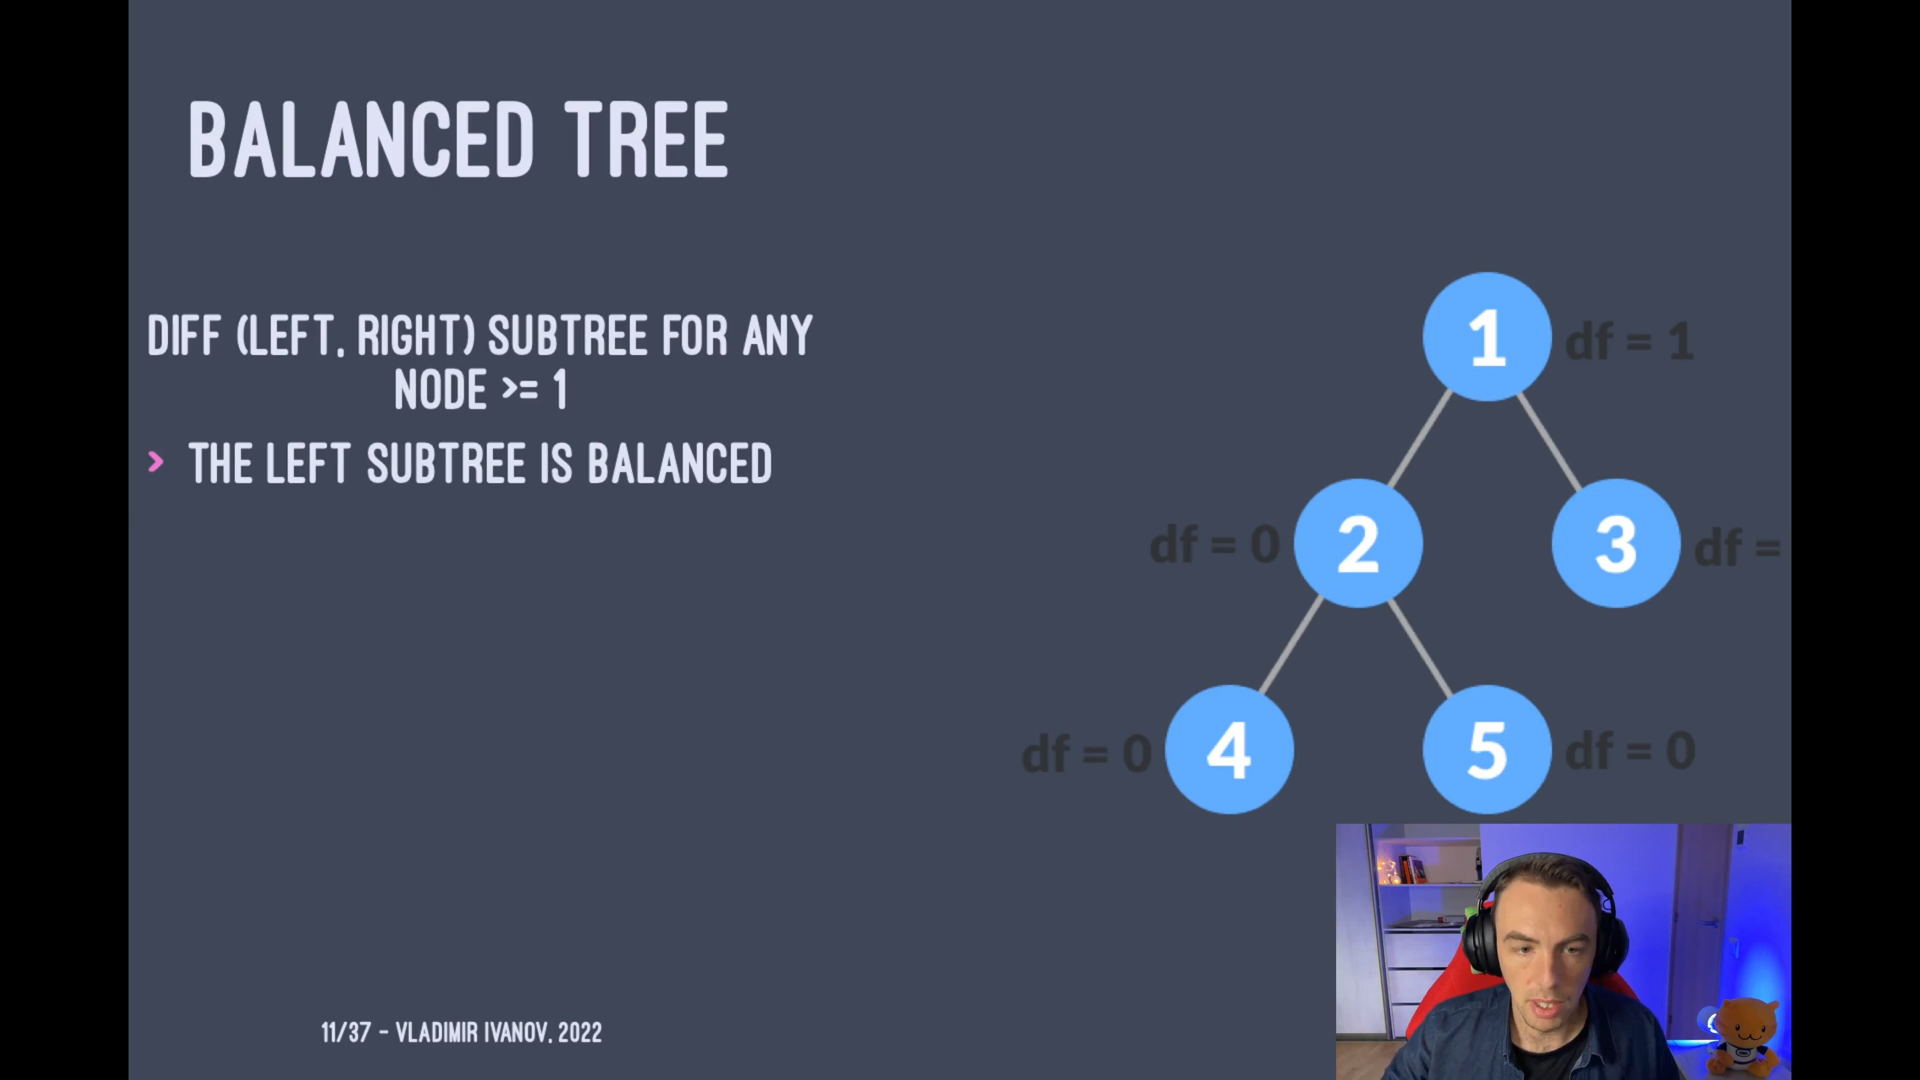 BALANCED TREE
DIFF (LEFT, RIGHT) SUBTREE FOR ANY
NODE >= 1
> THE LEFT SUBTREE IS BALANCED
1 df = 1
df = 0 2
3 df =
df = 0 4
5 df = 0
11/37 - VLADIMIR IVANOV, 2022